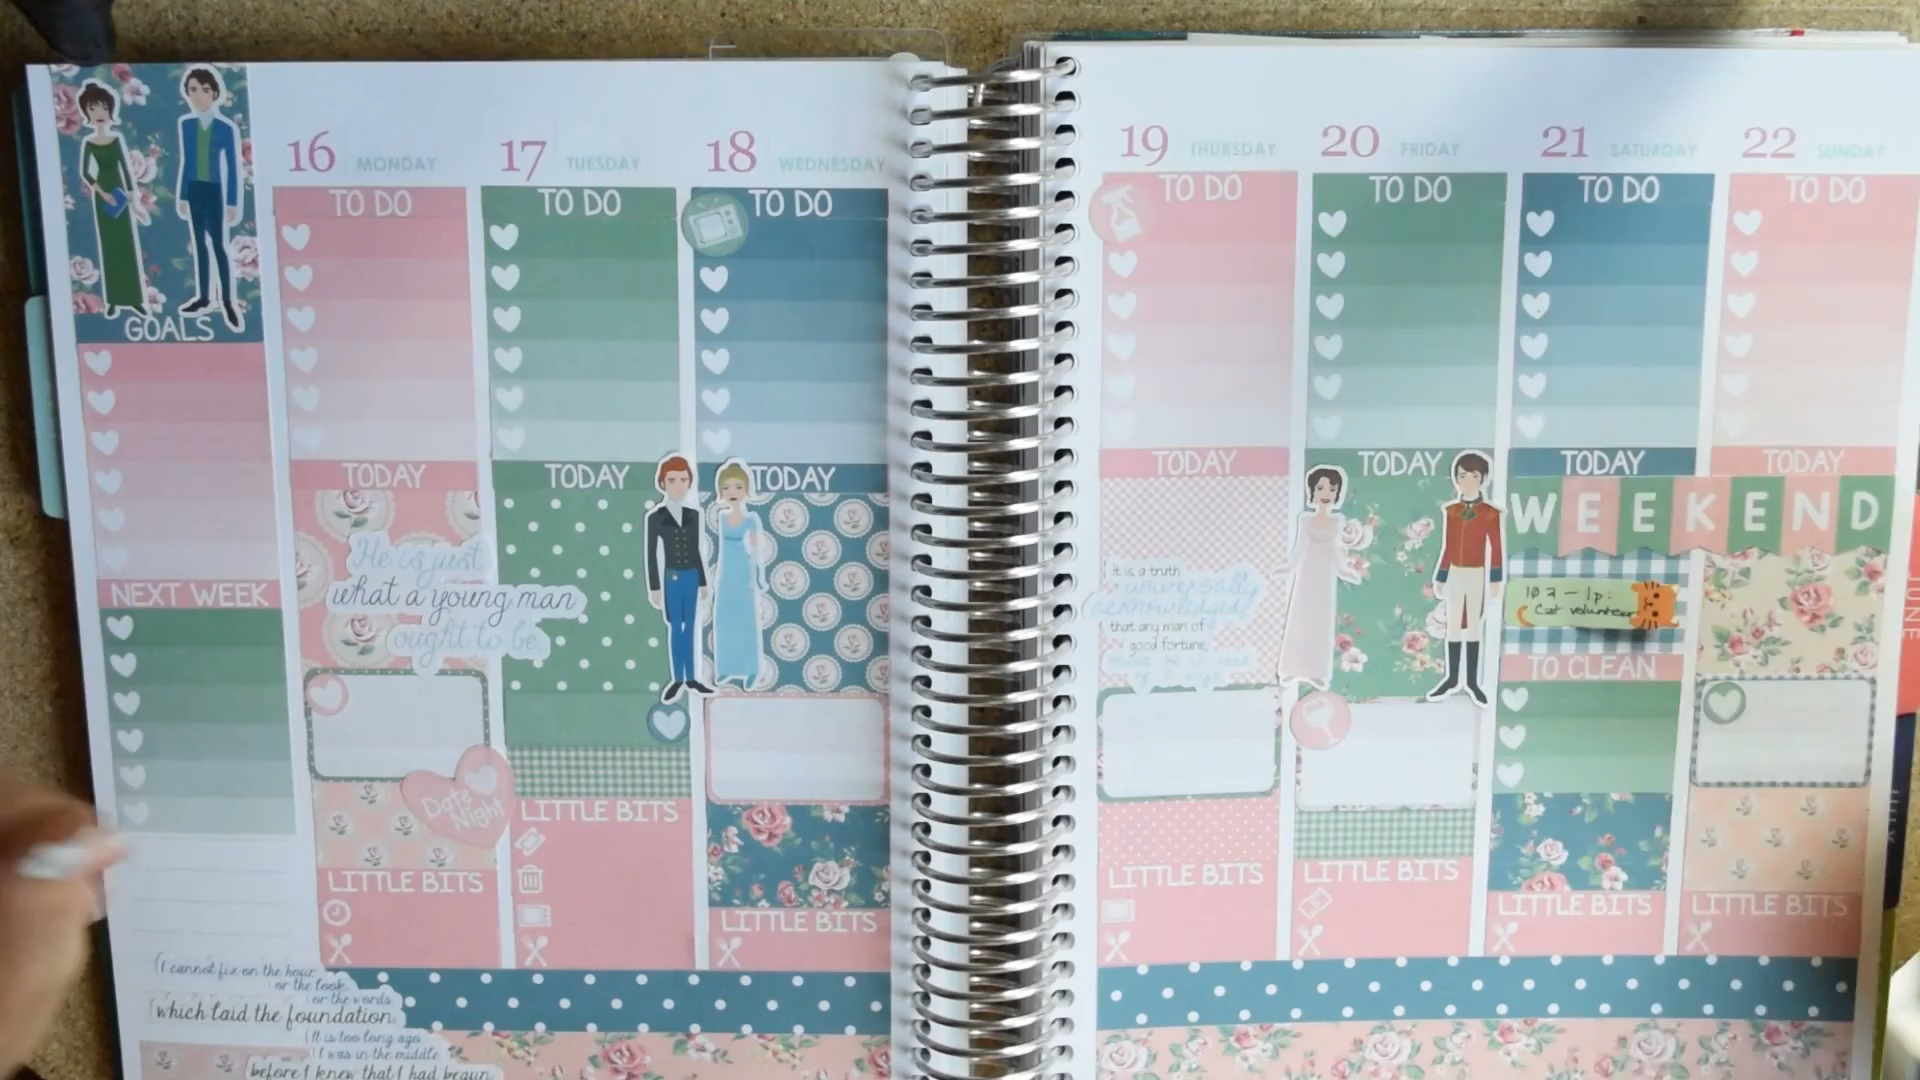 GOALS
NEXT WEEK
I cannot fix on the hour
or the look
or the words
which laid the foundation.
It is too long ago
I was in the middle
before I knew that I had begun
16 MONDAY
TO DO
TODAY
He is just
what a young man
ought to be
Date
Night
LITTLE BITS
17 TUESDAY
TO DO
TODAY
LITTLE BITS
18 WEDNESDAY
TO DO
TODAY
LITTLE BITS
19 THURSDAY
TO DO
TODAY
it is a truth
universally
acknowledged
that any man of
good fortune,
LITTLE BITS
20 FRIDAY
TO DO
TODAY
LITTLE BITS
21 SATURDAY
TO DO
TODAY
WEEKEND
10a - 1p:
Cat volunteer
TO CLEAN
LITTLE BITS
22 SUNDAY
TO DO
TODAY
LITTLE BITS
JUNE
JULY